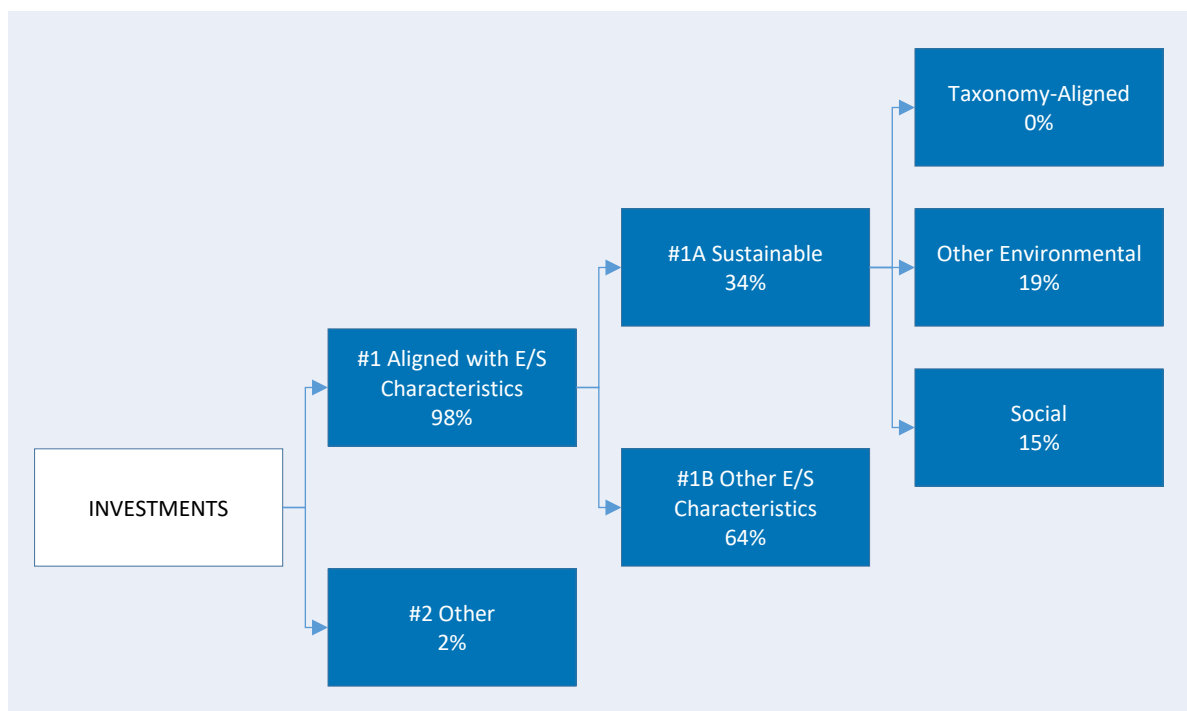 INVESTMENTS
#1 Aligned with E/S
Characteristics
98%
#2 Other
2%
#1A Sustainable
34%
#1B Other E/S
Characteristics
64%
Taxonomy-Aligned
0%
Other Environmental
19%
Social
15%